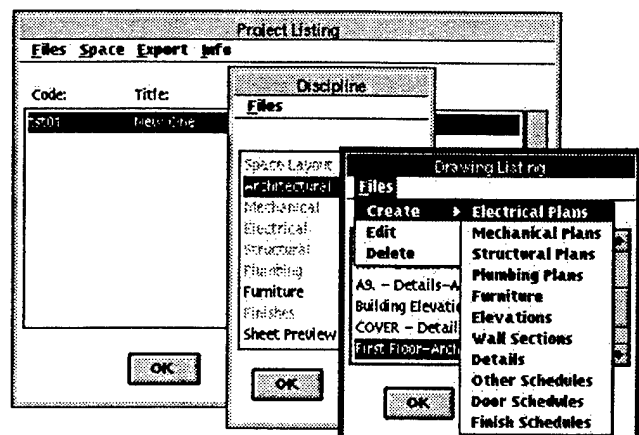 Project Listing
Files Space Export Info
Code: Title:
tst01 New One
OK
Discipline
Files
Space Layout
Architectural
Mechanical
Electrical
Structural
Plumbing
Furniture
Finishes
Sheet Preview
OK
Drawing Listing
Files
Create
Edit
Delete
Electrical Plans
Mechanical Plans
Structural Plans
Plumbing Plans
Furniture
Elevations
Wall Sections
Details
Other Schedules
Door Schedules
Finish Schedules
A9. - Details-A
Building Elevatio
COVER - Detail
First Floor-Arch
OK